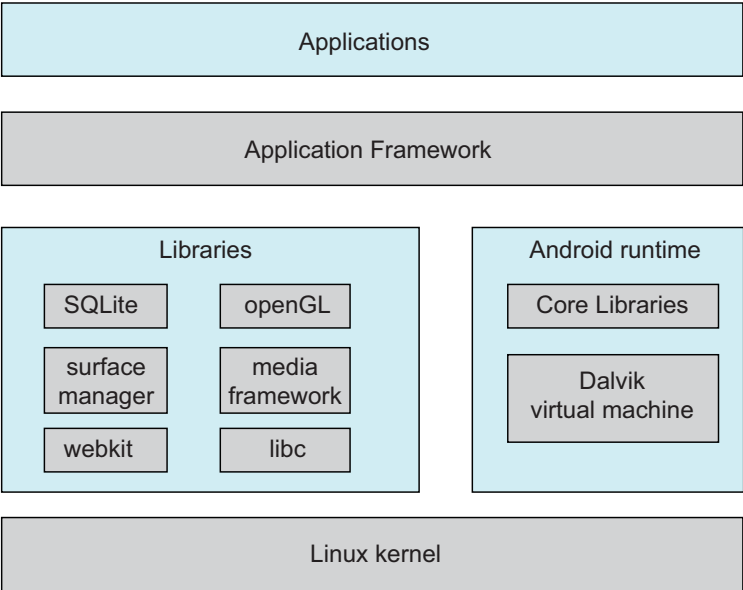 Applications
Application Framework
Libraries
SQLite
openGL
surface
manager
media
framework
webkit
libc
Android runtime
Core Libraries
Dalvik
virtual machine
Linux kernel